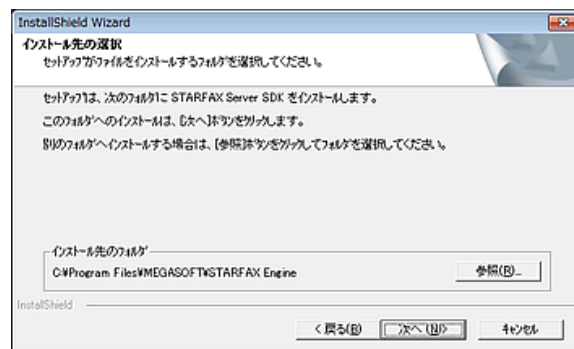 InstallShield Wizard
インストール先の選択
セットアップがファイルをインストールするフォルダを選択してください。
セットアップは、次のフォルダに STARFAX Server SDK をインストールします。
このフォルダへのインストールは、[次へ]ボタンをクリックします。
別のフォルダへインストールする場合は、[参照]ボタンをクリックしてフォルダを選択してください。
インストール先のフォルダ
C:¥Program Files¥MEGASOFT¥STARFAX Engine
参照(R)...
InstallShield
< 戻る(B)
次へ(N)>
キャンセル